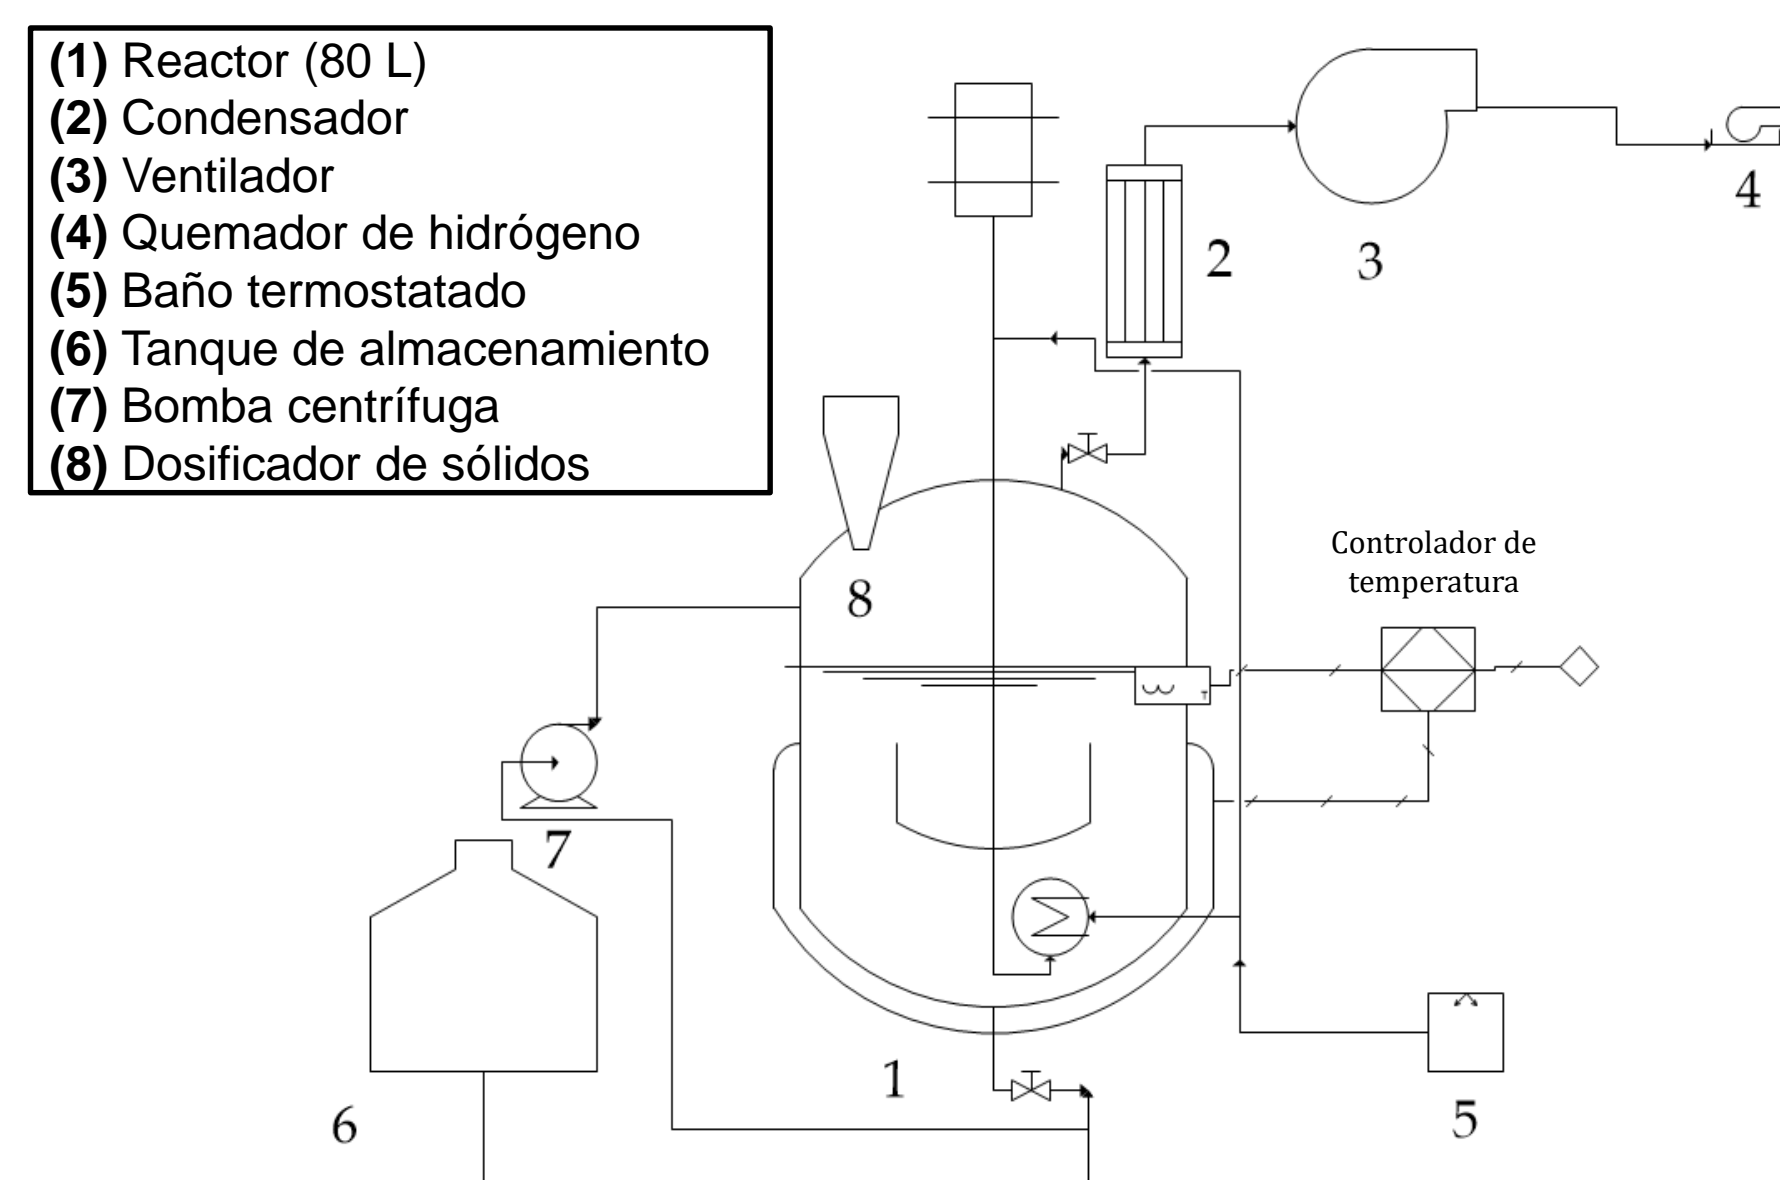 (1) Reactor (80 L)
(2) Condensador
(3) Ventilador
(4) Quemador de hidrógeno
(5) Baño termostatado
(6) Tanque de almacenamiento
(7) Bomba centrífuga
(8) Dosificador de sólidos
4
2
3
Controlador de
temperatura
8
T
7
1
6
5